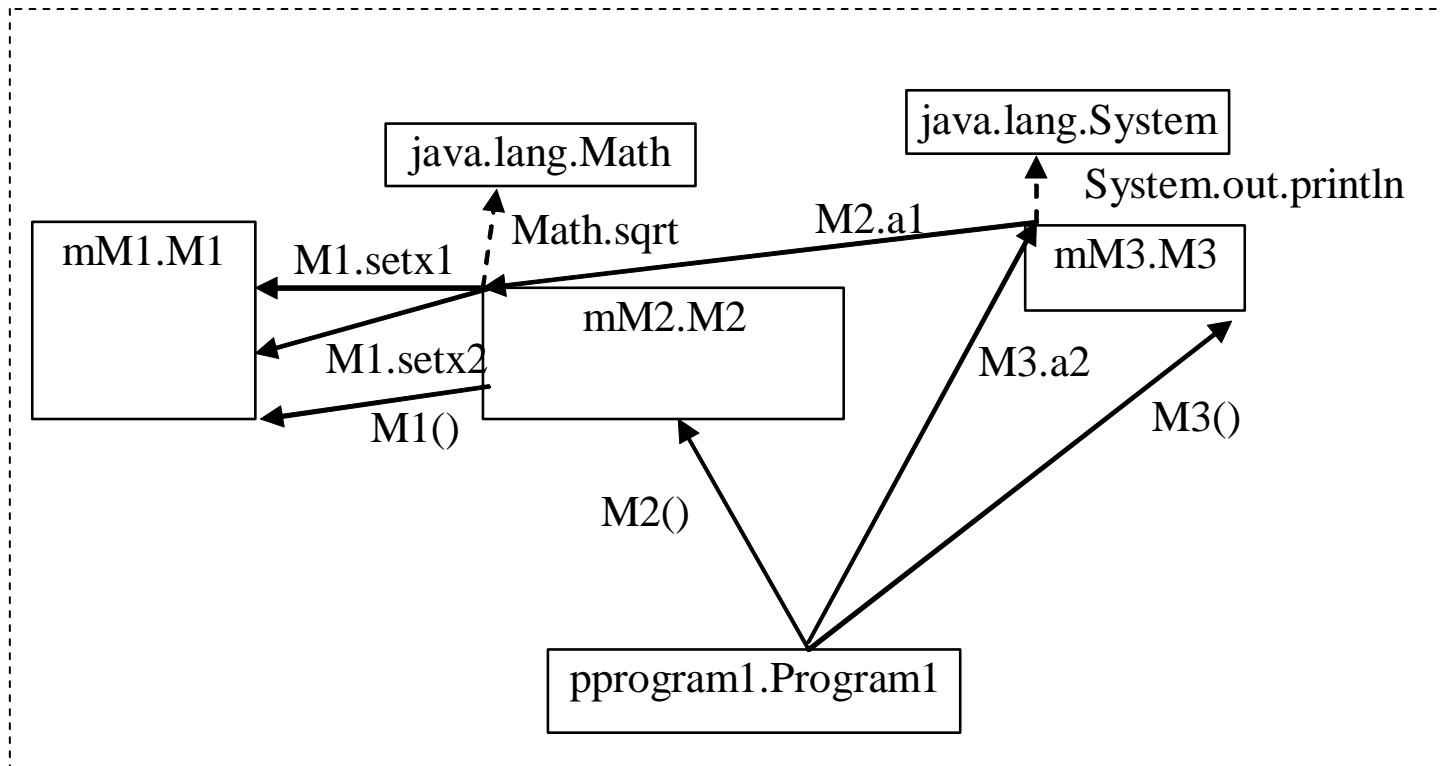 java.lang.System
java.lang.Math
System.out.println
M2.a1
Math.sqrt
mM1.M1
M1.setx1
mM3.M3
mM2.M2
M1.setx2
M3.a2
M1()
M3()
M2()
pprogram1.Program1